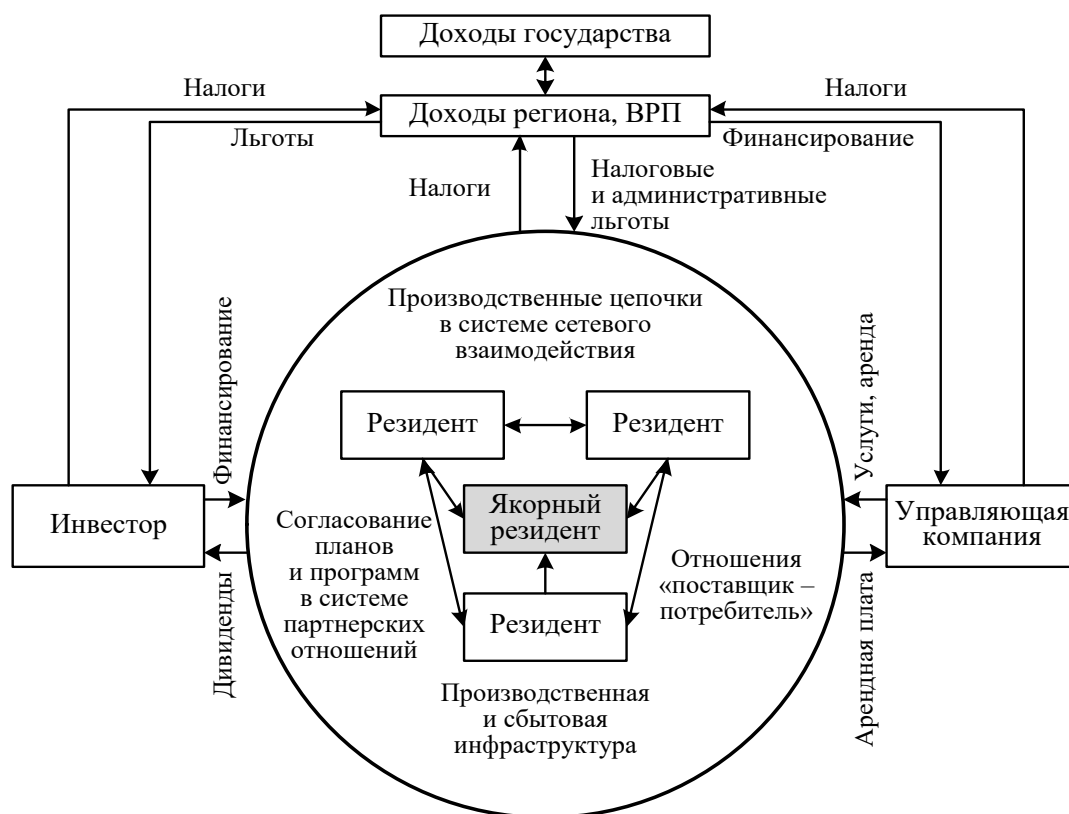 Доходы государства
Налоги
Доходы региона, ВРП
Налоги
Льготы
Финансирование
Налоги
Налоговые
и административные
льготы
Производственные цепочки
в системе сетевого
взаимодействия
Финансирование
Услуги, аренда
Резидент
Резидент
Инвестор
Якорный
резидент
Управляющая
компания
Согласование
планов
и программ
в системе
партнерских
отношений
Отношения
«поставщик –
потребитель»
Дивиденды
Арендная плата
Резидент
Производственная
и сбытовая
инфраструктура